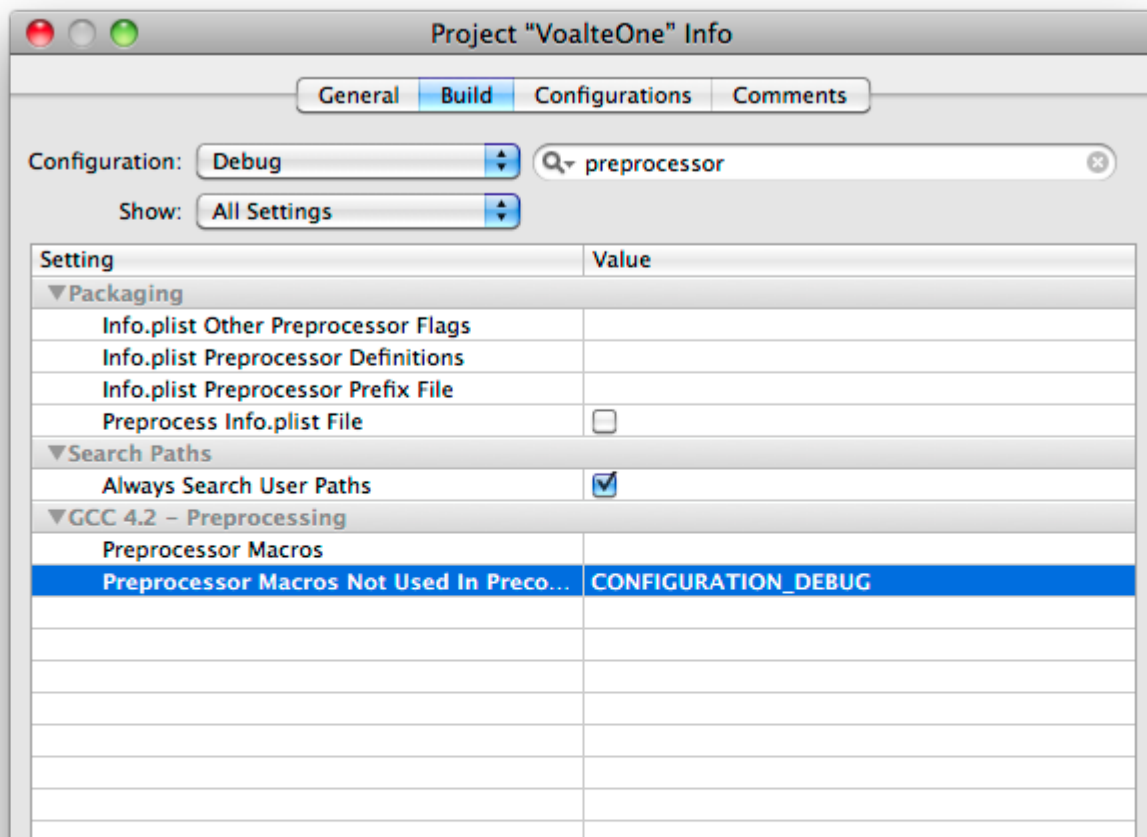 Project “VoalteOne” Info
General Build Configurations Comments
Configuration: Debug preprocessor
Show: All Settings
Setting Value
Packaging
Info.plist Other Preprocessor Flags
Info.plist Preprocessor Definitions
Info.plist Preprocessor Prefix File
Preprocess Info.plist File
Search Paths
Always Search User Paths
GCC 4.2 – Preprocessing
Preprocessor Macros
Preprocessor Macros Not Used In Preco... CONFIGURATION_DEBUG